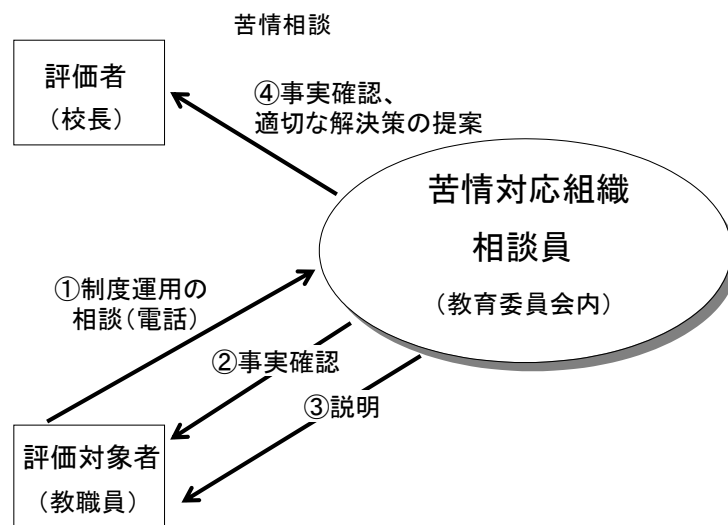 苦情相談
評価者
（校長）
④事実確認、
適切な解決策の提案
苦情対応組織
相談員
（教育委員会内）
①制度運用の
相談（電話）
②事実確認
③説明
評価対象者
（教職員）